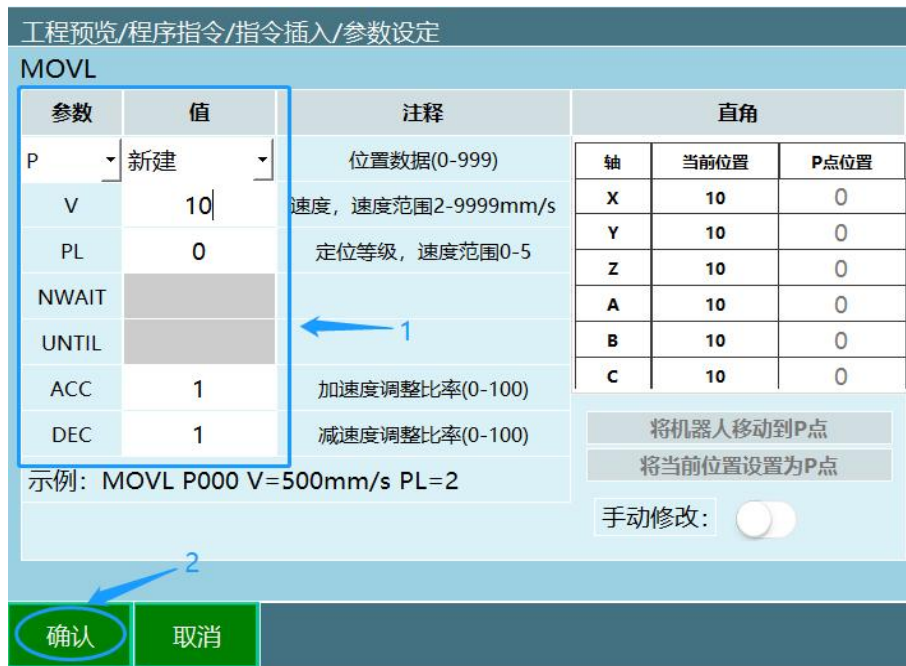 工程预览/程序指令/指令插入/参数设定
MOVL
参数 值 注释 直角
P 新建 位置数据(0-999) 轴 当前位置 P点位置
V 10 速度，速度范围2-9999mm/s X 10 0
PL 0 定位等级，速度范围0-5 Y 10 0
Z 10 0
NWAIT A 10 0
UNTIL 1 B 10 0
ACC 1 加速度调整比率(0-100) C 10 0
DEC 1 减速度调整比率(0-100) 将机器人移动到P点
将当前位置设置为P点
示例：MOVL P000 V=500mm/s PL=2
手动修改：
2
确认 取消